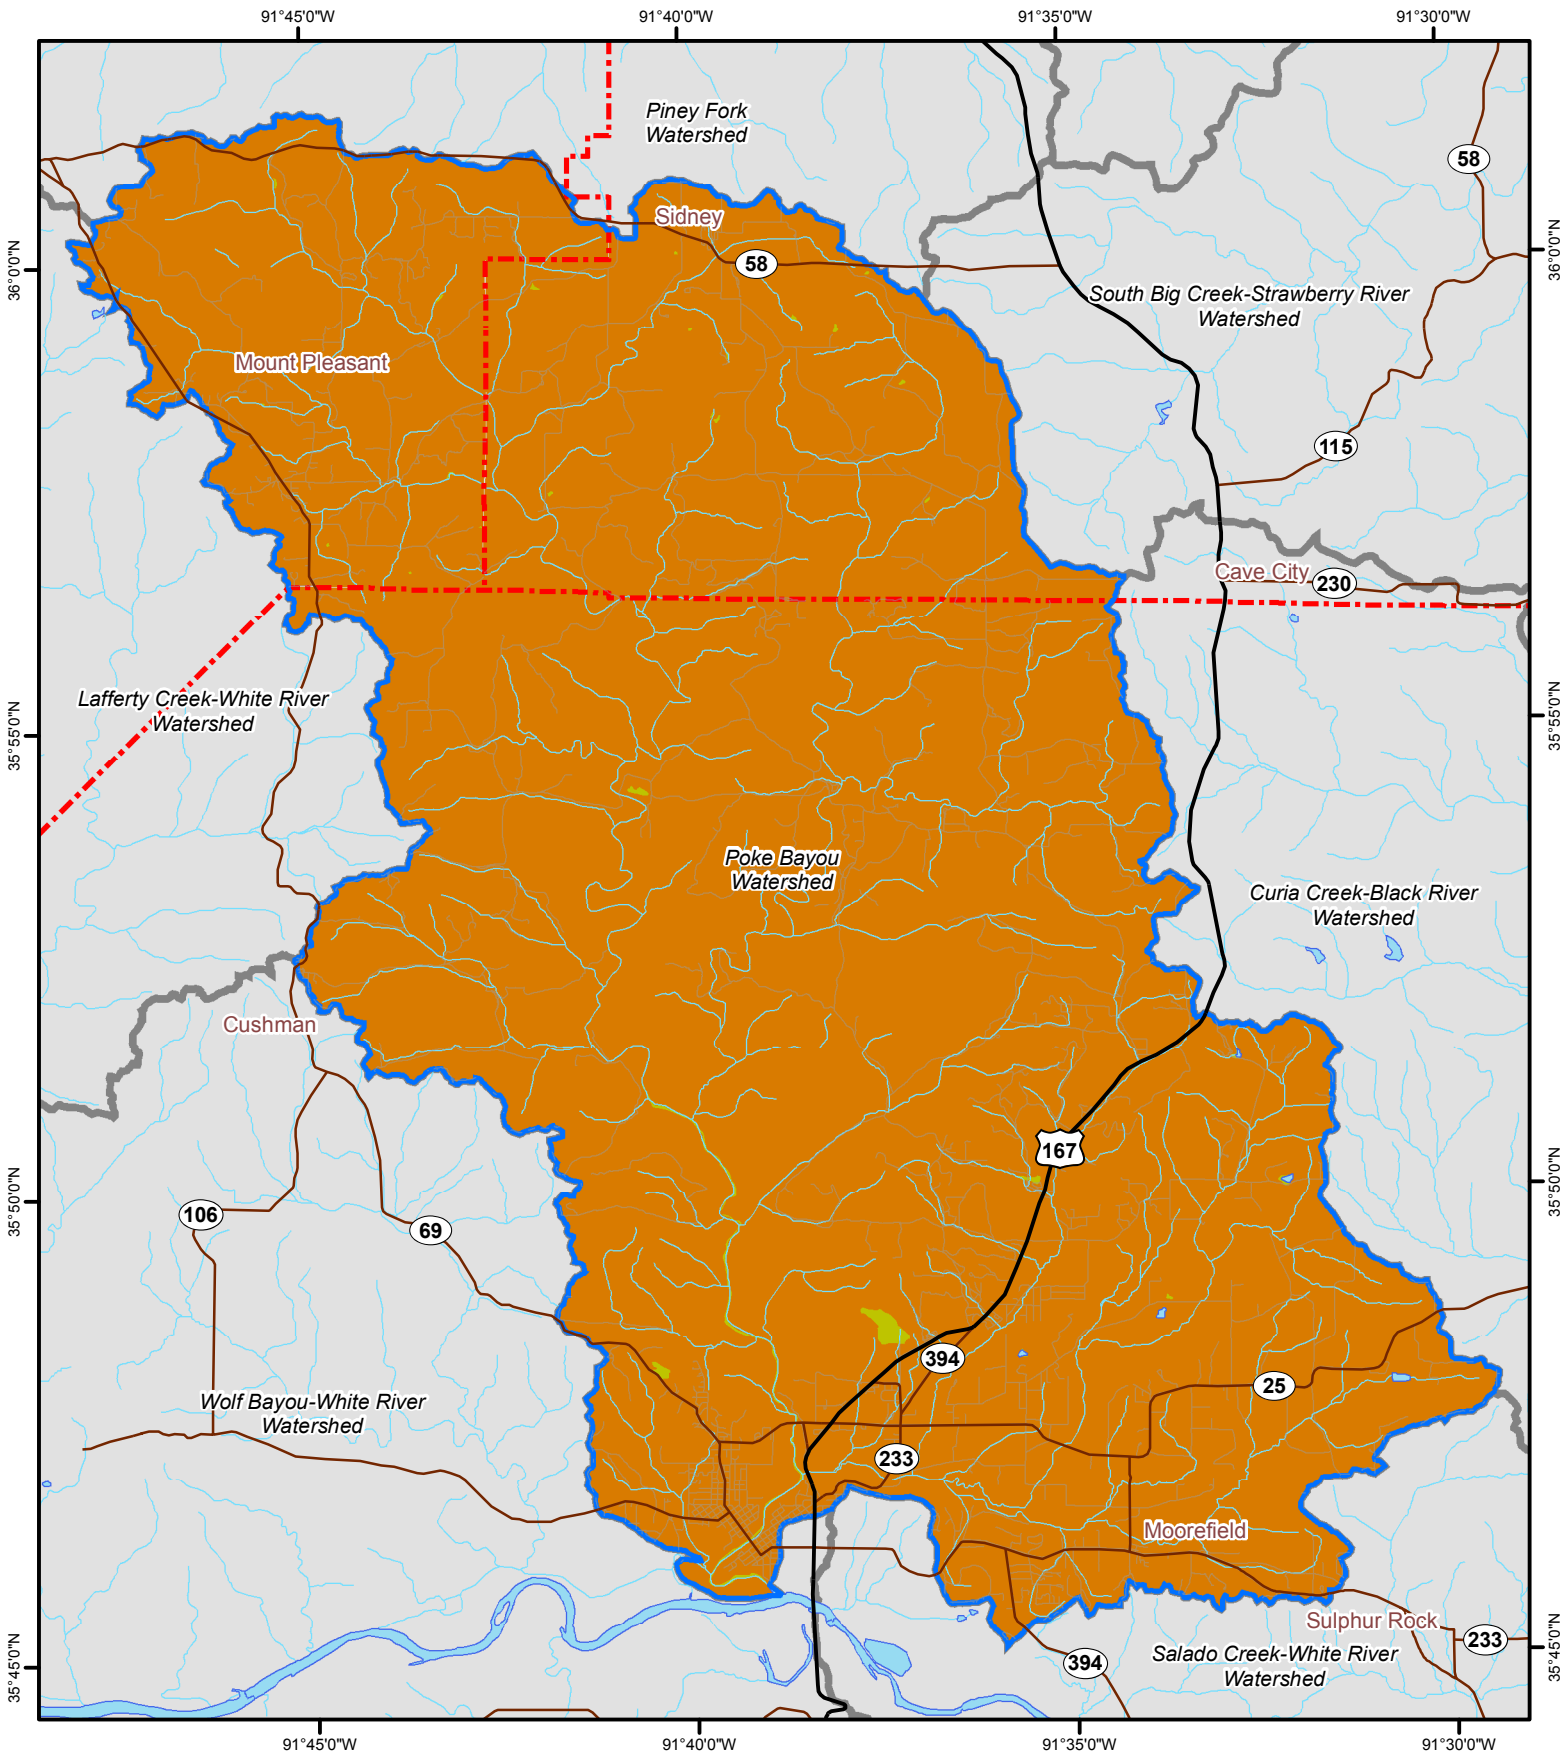 91°45'0"W
91°40'0"W
91°35'0"W
91°30'0"W
Piney Fork
Watershed
58
Sidney
58
36°0'0"N
36°0'0"N
South Big Creek-Strawberry River
Watershed
Mount Pleasant
115
Cave City
230
Lafferty Creek-White River
Watershed
35°55'0"N
35°55'0"N
Poke Bayou
Watershed
Curia Creek-Black River
Watershed
Cushman
167
35°50'0"N
35°50'0"N
106
69
394
25
Wolf Bayou-White River
Watershed
233
Moorefield
Sulphur Rock
233
Salado Creek-White River
Watershed
394
35°45'0"N
35°45'0"N
91°45'0"W
91°40'0"W
91°35'0"W
91°30'0"W